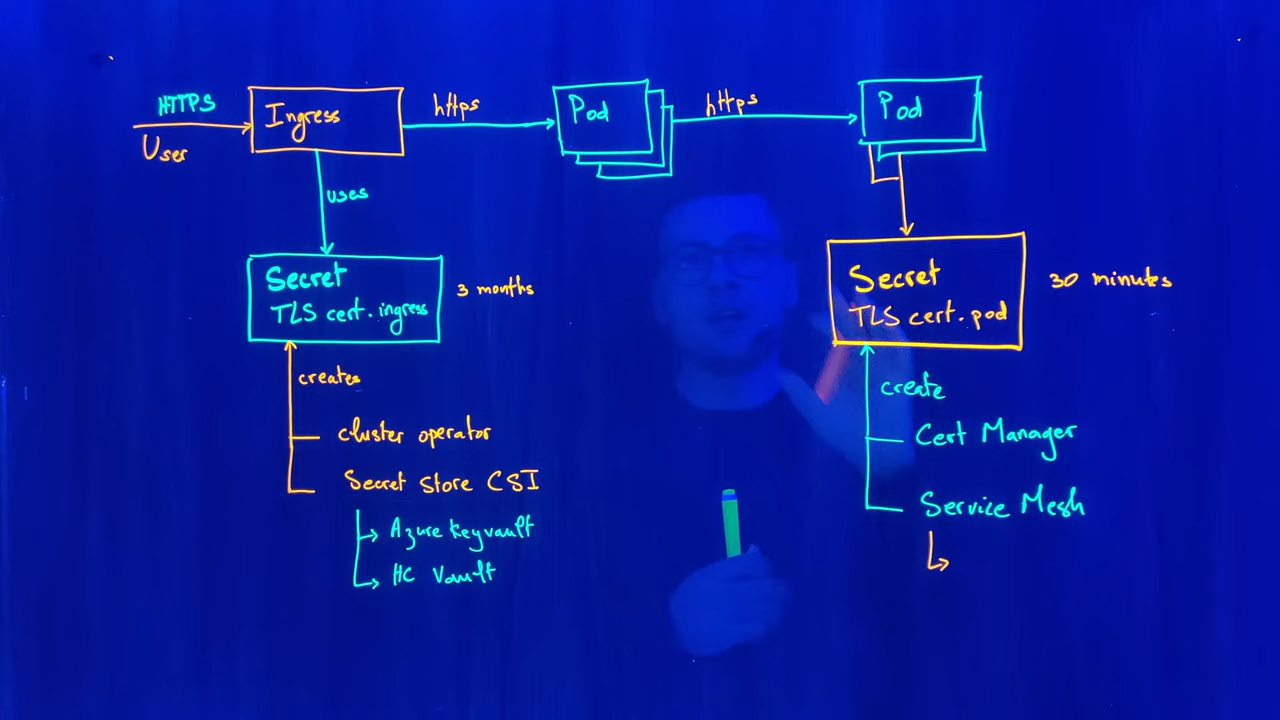 HTTPS
User
Ingress
https
Pod
https
Pod
uses
Secret
TLS cert.ingress
3 months
Secret
TLS cert.pod
30 minutes
creates
cluster operator
Secret store CSI
Azure keyvault
HC Vault
create
Cert Manager
Service Mesh